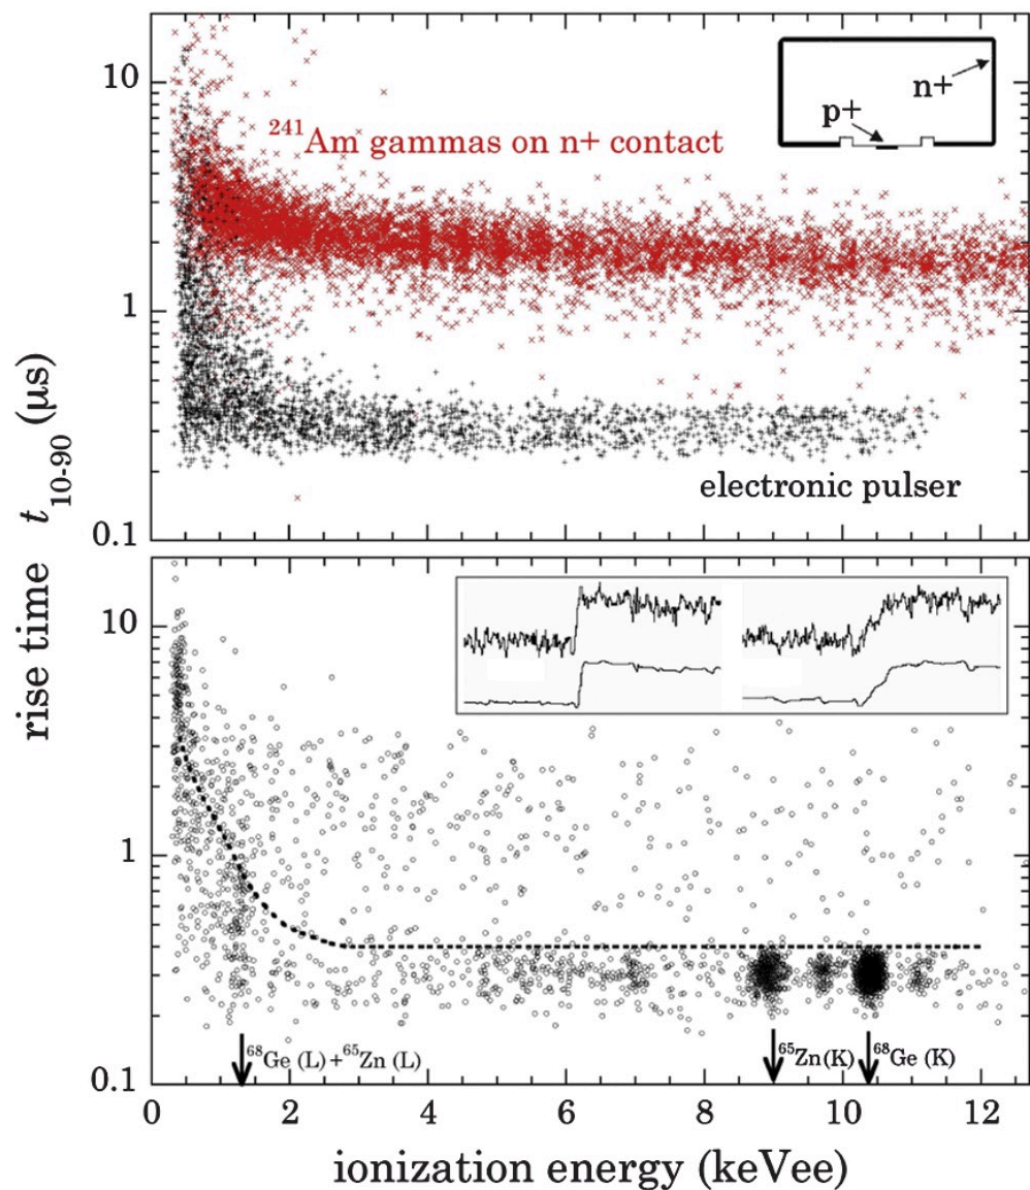 10
1
0.1
²⁴¹Am gammas on n+ contact
n+
p+
electronic pulser
rise time t₁₀₋₉₀ (µs)
10
1
0.1
⁶⁸Ge (L) + ⁶⁵Zn (L)
⁶⁵Zn(K)
⁶⁸Ge (K)
0 2 4 6 8 10 12
ionization energy (keVee)